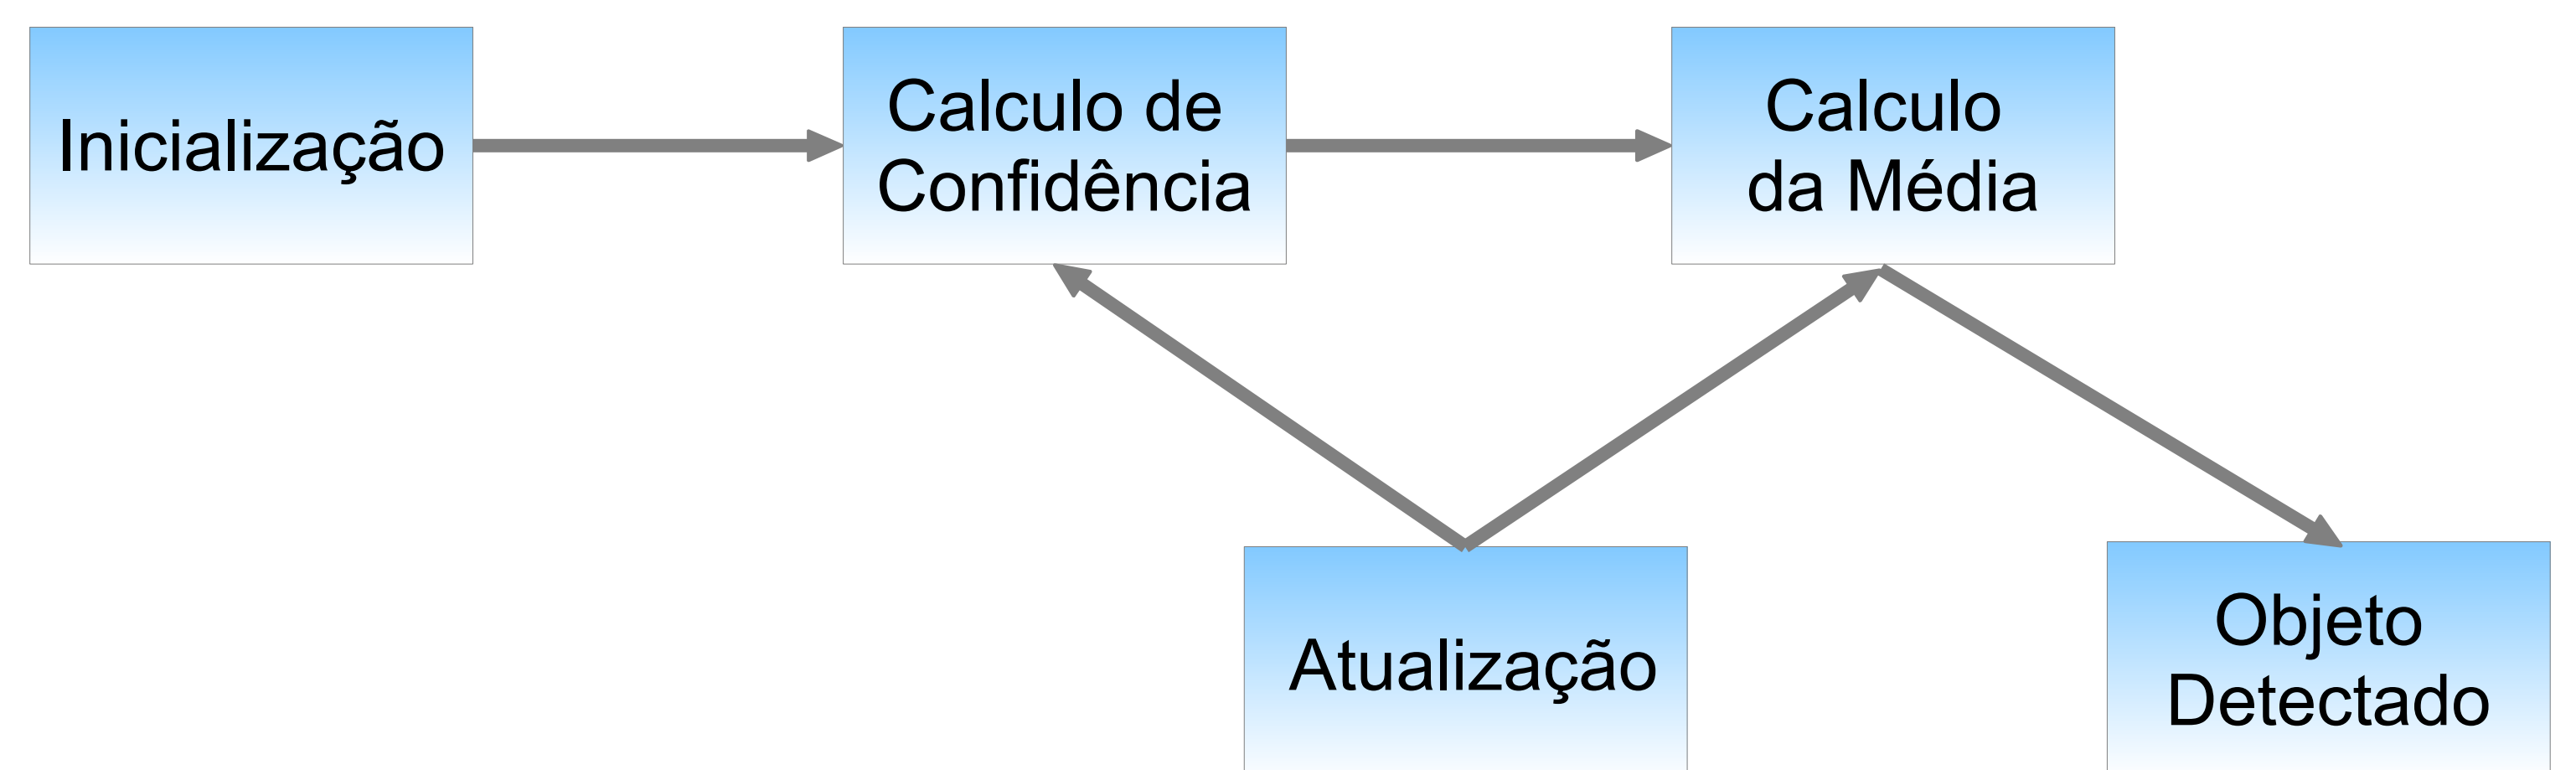 Inicialização
Calculo de
Confidência
Calculo
da Média
Atualização
Objeto
Detectado